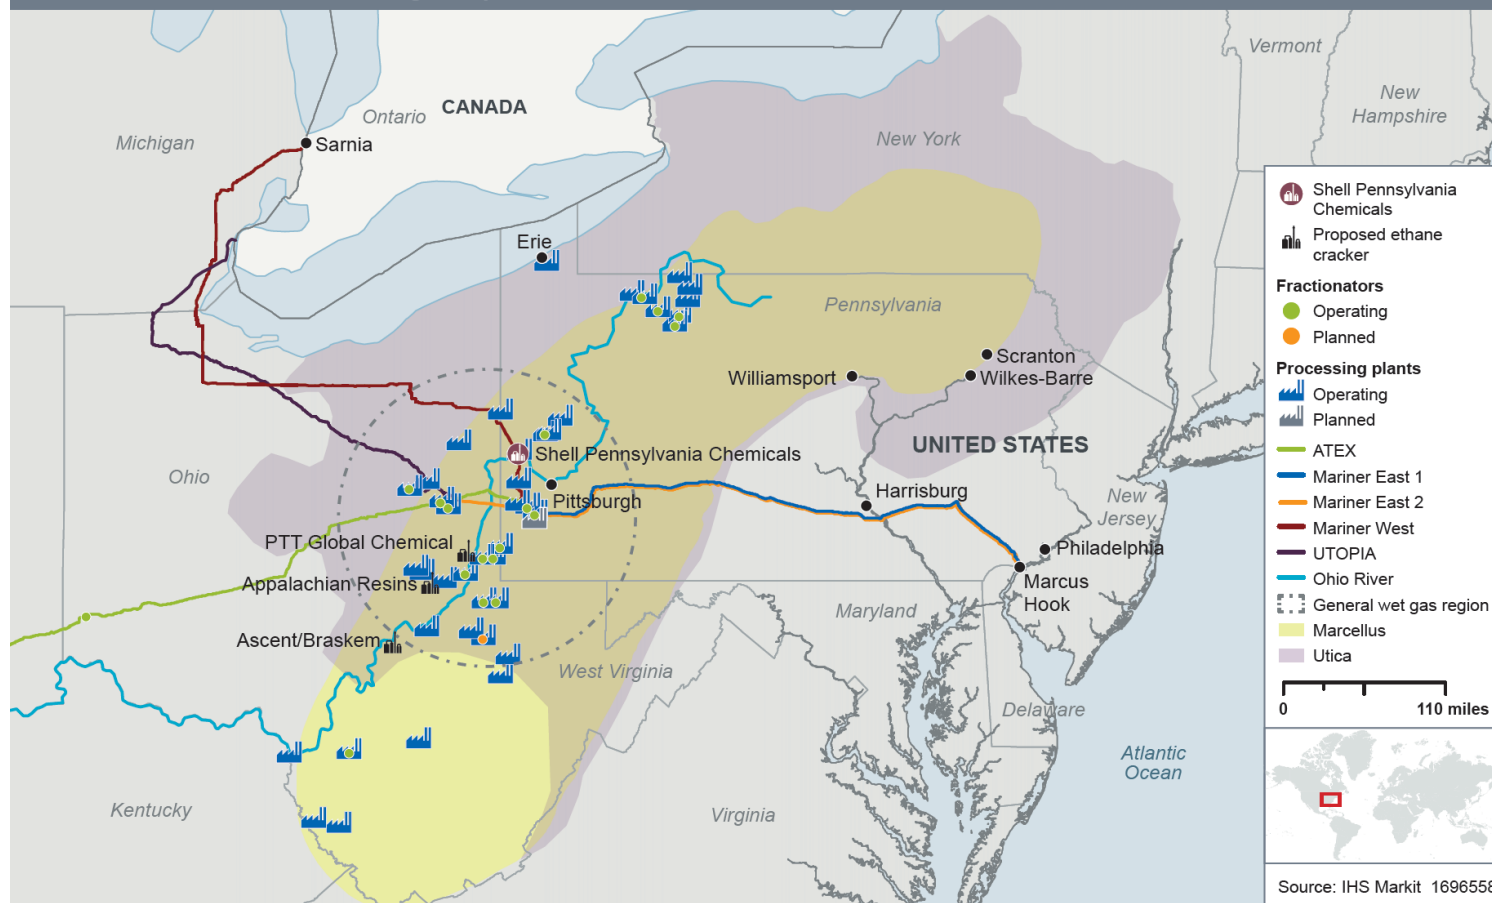 Vermont
New
Hampshire
CANADA
Ontario
Michigan
Sarnia
New York
Erie
Pennsylvania
Scranton
Wilkes-Barre
Williamsport
UNITED STATES
Shell Pennsylvania Chemicals
Ohio
Pittsburgh
Harrisburg
New
Jersey
PTT Global Chemical
Philadelphia
Appalachian Resins
Marcus
Hook
Maryland
Ascent/Braskem
West Virginia
Delaware
Atlantic
Ocean
Kentucky
Virginia
Shell Pennsylvania
Chemicals
Proposed ethane
cracker
Fractionators
Operating
Planned
Processing plants
Operating
Planned
ATEX
Mariner East 1
Mariner East 2
Mariner West
UTOPIA
Ohio River
General wet gas region
Marcellus
Utica
0 110 miles
Source: IHS Markit 1696558